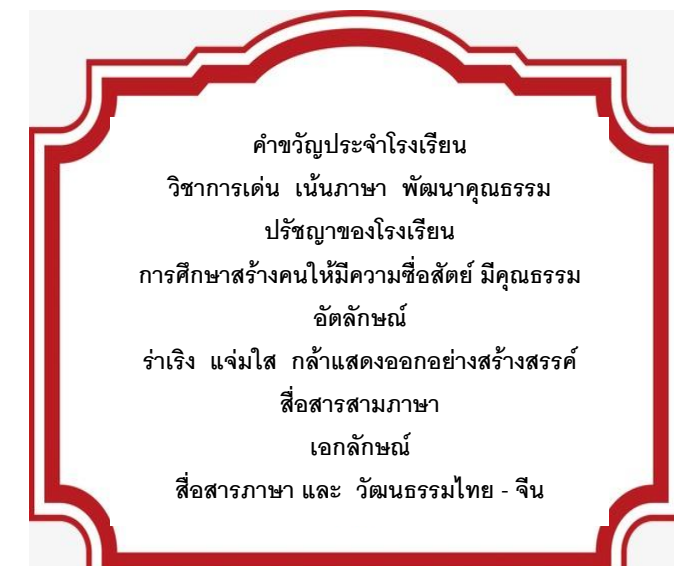 คำขวัญประจำโรงเรียน
วิชาการเด่น เน้นภาษา พัฒนาคุณธรรม
ปรัชญาของโรงเรียน
การศึกษาสร้างคนให้มีความซื่อสัตย์ มีคุณธรรม
อัตลักษณ์
ร่าเริง แจ่มใส กล้าแสดงออกอย่างสร้างสรรค์
สื่อสารสามภาษา
เอกลักษณ์
สื่อสารภาษา และ วัฒนธรรมไทย - จีน